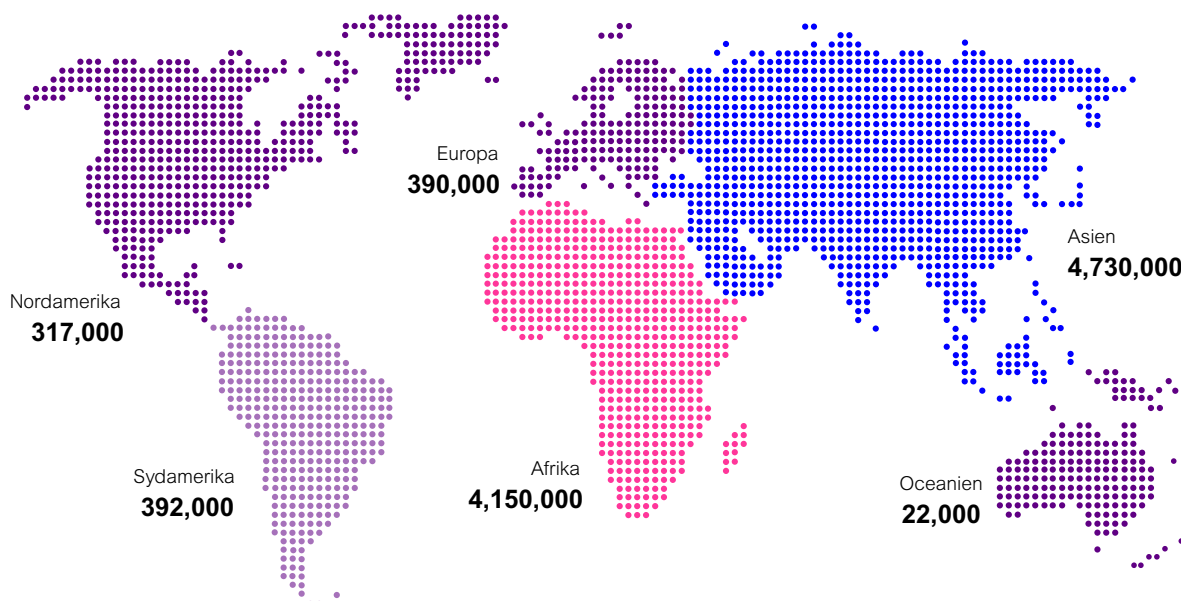 Europa
390,000
Asien
4,730,000
Nordamerika
317,000
Sydamerika
392,000
Afrika
4,150,000
Oceanien
22,000